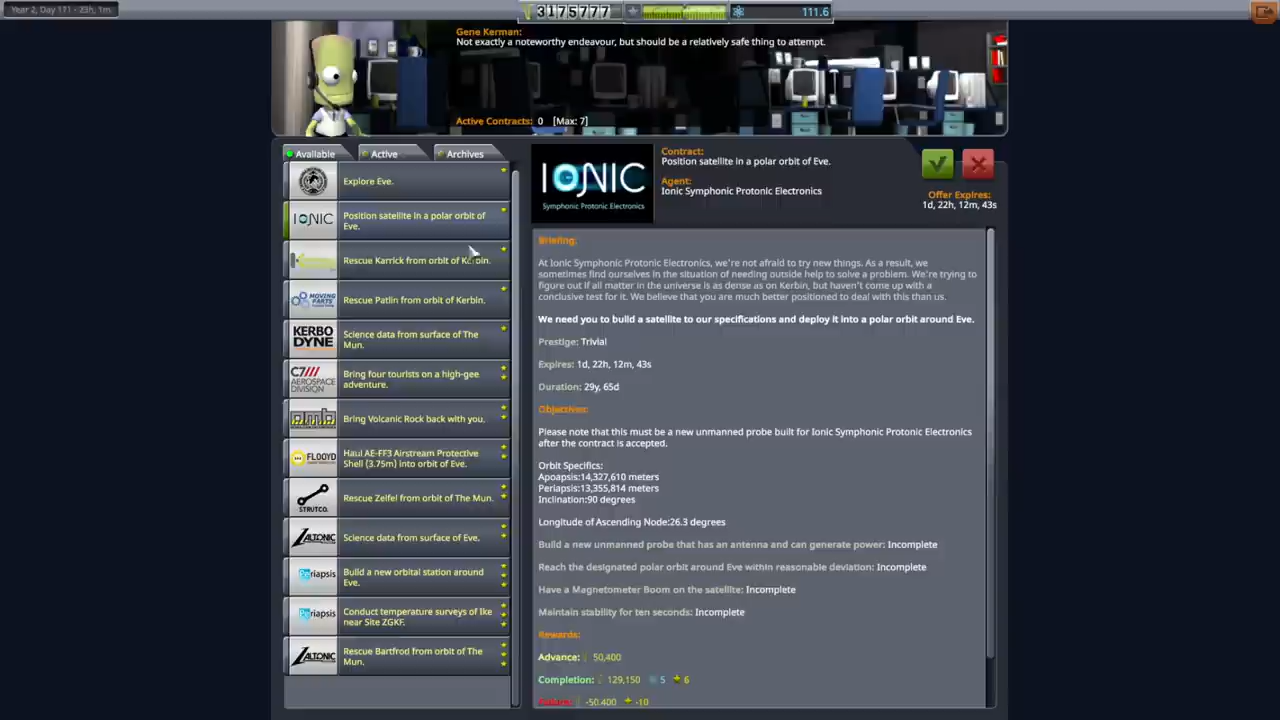 Year 2, Day 171 - 23h, 1m
3175777
111.6
Gene Kerman:
Not exactly a noteworthy endeavour, but should be a relatively safe thing to attempt.
Active Contracts: 0 [Max: 7]
Available
Active
Archives
Explore Eve.
IONIC
Position satellite in a polar orbit of
Eve.
Rescue Karrick from orbit of Kerbin.
MOVING
PARTS
Rescue Patlin from orbit of Kerbin.
KERBO
DYNE
Science data from surface of The
Mun.
C7///
AEROSPACE
DIVISION
Bring four tourists on a high-gee
adventure.
Bring Volcanic Rock back with you.
FLOOYD
Haul AE-FF3 Airstream Protective
Shell (3.75m) into orbit of Eve.
STRUTCO.
Rescue Zelfel from orbit of The Mun.
ZALTONIC
Science data from surface of Eve.
Periapsis
Build a new orbital station around
Eve.
Periapsis
Conduct temperature surveys of Ike
near Site ZGKF.
ZALTONIC
Rescue Bartfrod from orbit of The
Mun.
IONIC
Symphonic Protonic Electronics
Contract:
Position satellite in a polar orbit of Eve.
Agent:
Ionic Symphonic Protonic Electronics
Offer Expires:
1d, 22h, 12m, 43s
Briefing:
At Ionic Symphonic Protonic Electronics, we're not afraid to try new things. As a result, we
sometimes find ourselves in the situation of needing outside help to solve a problem. We're trying to
figure out if all matter in the universe is as dense as on Kerbin, but haven't come up with a
conclusive test for it. We believe that you are much better positioned to deal with this than us.
We need you to build a satellite to our specifications and deploy it into a polar orbit around Eve.
Prestige: Trivial
Expires: 1d, 22h, 12m, 43s
Duration: 29y, 65d
Objectives:
Please note that this must be a new unmanned probe built for Ionic Symphonic Protonic Electronics
after the contract is accepted.
Orbit Specifics:
Apoapsis:14,327,610 meters
Periapsis:13,355,814 meters
Inclination:90 degrees
Longitude of Ascending Node:26.3 degrees
Build a new unmanned probe that has an antenna and can generate power: Incomplete
Reach the designated polar orbit around Eve within reasonable deviation: Incomplete
Have a Magnetometer Boom on the satellite: Incomplete
Maintain stability for ten seconds: Incomplete
Rewards:
Advance: 50,400
Completion: 129,150 5 6
-50,400 -10